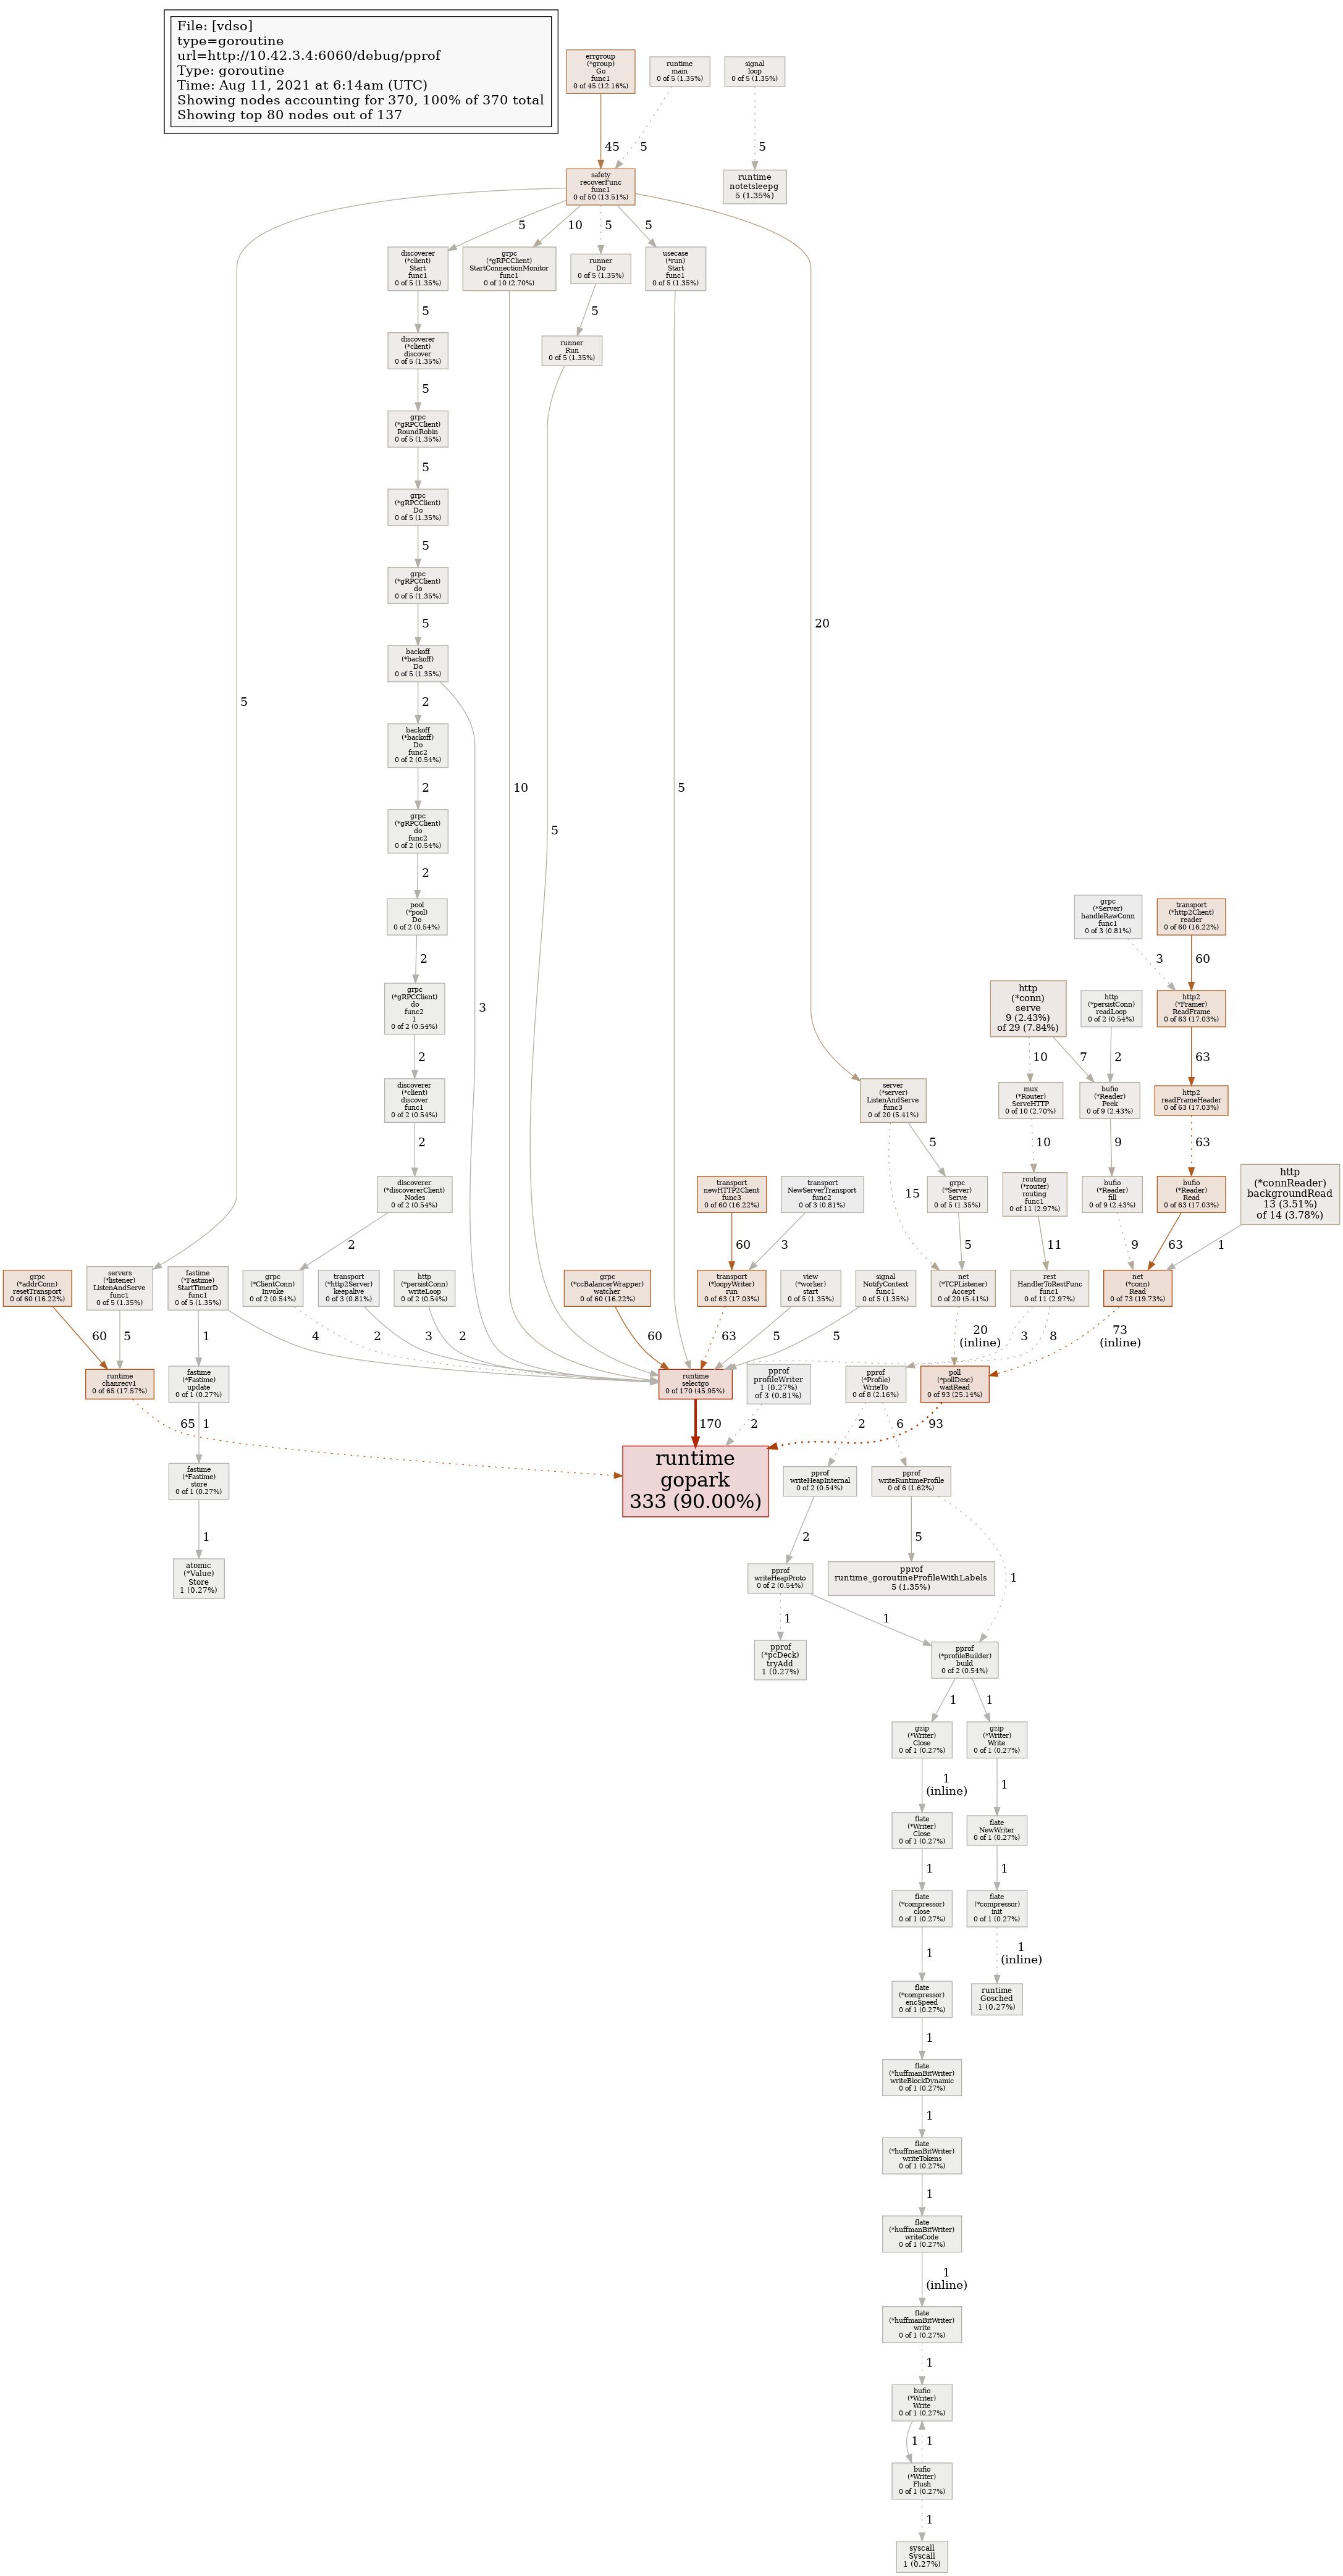 File: [vdso]
type=goroutine
url=http://10.42.3.4:6060/debug/pprof
Type: goroutine
Time: Aug 11, 2021 at 6:14am (UTC)
Showing nodes accounting for 370, 100% of 370 total
Showing top 80 nodes out of 137
errgroup
(*group)
Go
func1
0 of 45 (12.16%)
runtime
main
0 of 5 (1.35%)
signal
loop
0 of 5 (1.35%)
45
5
5
safety
recoverFunc
func1
0 of 50 (13.51%)
runtime
notetsleepg
5 (1.35%)
5
10
5
5
discoverer
(*client)
Start
func1
0 of 5 (1.35%)
grpc
(*gRPCClient)
StartConnectionMonitor
func1
0 of 10 (2.70%)
runner
Do
0 of 5 (1.35%)
usecase
(*run)
Start
func1
0 of 5 (1.35%)
5
5
discoverer
(*client)
discover
0 of 5 (1.35%)
runner
Run
0 of 5 (1.35%)
5
grpc
(*gRPCClient)
RoundRobin
0 of 5 (1.35%)
5
grpc
(*gRPCClient)
Do
0 of 5 (1.35%)
5
grpc
(*gRPCClient)
do
0 of 5 (1.35%)
5
20
backoff
(*backoff)
Do
0 of 5 (1.35%)
5
2
backoff
(*backoff)
Do
func2
0 of 2 (0.54%)
2
10
5
grpc
(*gRPCClient)
do
func2
0 of 2 (0.54%)
5
2
pool
(*pool)
Do
0 of 2 (0.54%)
grpc
(*Server)
handleRawConn
func1
0 of 3 (0.81%)
transport
(*http2Client)
reader
0 of 60 (16.22%)
2
3
60
grpc
(*gRPCClient)
do
func2
1
0 of 2 (0.54%)
3
http
(*conn)
serve
9 (2.43%)
of 29 (7.84%)
http
(*persistConn)
readLoop
0 of 2 (0.54%)
http2
(*Framer)
ReadFrame
0 of 63 (17.03%)
2
10
7
2
63
discoverer
(*client)
discover
func1
0 of 2 (0.54%)
server
(*server)
ListenAndServe
func3
0 of 20 (5.41%)
mux
(*Router)
ServeHTTP
0 of 10 (2.70%)
bufio
(*Reader)
Peek
0 of 9 (2.43%)
http2
readFrameHeader
0 of 63 (17.03%)
2
5
10
9
63
discoverer
(*discovererClient)
Nodes
0 of 2 (0.54%)
transport
newHTTP2Client
func3
0 of 60 (16.22%)
transport
NewServerTransport
func2
0 of 3 (0.81%)
15
grpc
(*Server)
Serve
0 of 5 (1.35%)
routing
(*router)
routing
func1
0 of 11 (2.97%)
bufio
(*Reader)
fill
0 of 9 (2.43%)
bufio
(*Reader)
Read
0 of 63 (17.03%)
http
(*connReader)
backgroundRead
13 (3.51%)
of 14 (3.78%)
2
60
3
5
11
9
63
1
grpc
(*addrConn)
resetTransport
0 of 60 (16.22%)
servers
(*listener)
ListenAndServe
func1
0 of 5 (1.35%)
fastime
(*Fastime)
StartTimerD
func1
0 of 5 (1.35%)
grpc
(*ClientConn)
Invoke
0 of 2 (0.54%)
transport
(*http2Server)
keepalive
0 of 3 (0.81%)
http
(*persistConn)
writeLoop
0 of 2 (0.54%)
grpc
(*ccBalancerWrapper)
watcher
0 of 60 (16.22%)
transport
(*loopyWriter)
run
0 of 63 (17.03%)
view
(*worker)
start
0 of 5 (1.35%)
signal
NotifyContext
func1
0 of 5 (1.35%)
net
(*TCPListener)
Accept
0 of 20 (5.41%)
rest
HandlerToRestFunc
func1
0 of 11 (2.97%)
net
(*conn)
Read
0 of 73 (19.73%)
60
5
1
4
2
3
2
60
63
5
5
20
(inline)
3
8
73
(inline)
runtime
chanrecv1
0 of 65 (17.57%)
fastime
(*Fastime)
update
0 of 1 (0.27%)
runtime
selectgo
0 of 170 (45.95%)
pprof
profileWriter
1 (0.27%)
of 3 (0.81%)
pprof
(*Profile)
WriteTo
0 of 8 (2.16%)
poll
(*pollDesc)
waitRead
0 of 93 (25.14%)
65
1
170
2
2
6
93
runtime
gopark
333 (90.00%)
fastime
(*Fastime)
store
0 of 1 (0.27%)
pprof
writeHeapInternal
0 of 2 (0.54%)
pprof
writeRuntimeProfile
0 of 6 (1.62%)
1
2
5
1
atomic
(*Value)
Store
1 (0.27%)
pprof
writeHeapProto
0 of 2 (0.54%)
pprof
runtime_goroutineProfileWithLabels
5 (1.35%)
1
1
pprof
(*pcDeck)
tryAdd
1 (0.27%)
pprof
(*profileBuilder)
build
0 of 2 (0.54%)
1
1
gzip
(*Writer)
Close
0 of 1 (0.27%)
gzip
(*Writer)
Write
0 of 1 (0.27%)
1
(inline)
1
flate
(*Writer)
Close
0 of 1 (0.27%)
flate
NewWriter
0 of 1 (0.27%)
1
1
flate
(*compressor)
close
0 of 1 (0.27%)
flate
(*compressor)
init
0 of 1 (0.27%)
1
1
(inline)
flate
(*compressor)
encSpeed
0 of 1 (0.27%)
runtime
Gosched
1 (0.27%)
1
flate
(*huffmanBitWriter)
writeBlockDynamic
0 of 1 (0.27%)
1
flate
(*huffmanBitWriter)
writeTokens
0 of 1 (0.27%)
1
flate
(*huffmanBitWriter)
writeCode
0 of 1 (0.27%)
1
(inline)
flate
(*huffmanBitWriter)
write
0 of 1 (0.27%)
1
bufio
(*Writer)
Write
0 of 1 (0.27%)
1
1
bufio
(*Writer)
Flush
0 of 1 (0.27%)
1
syscall
Syscall
1 (0.27%)